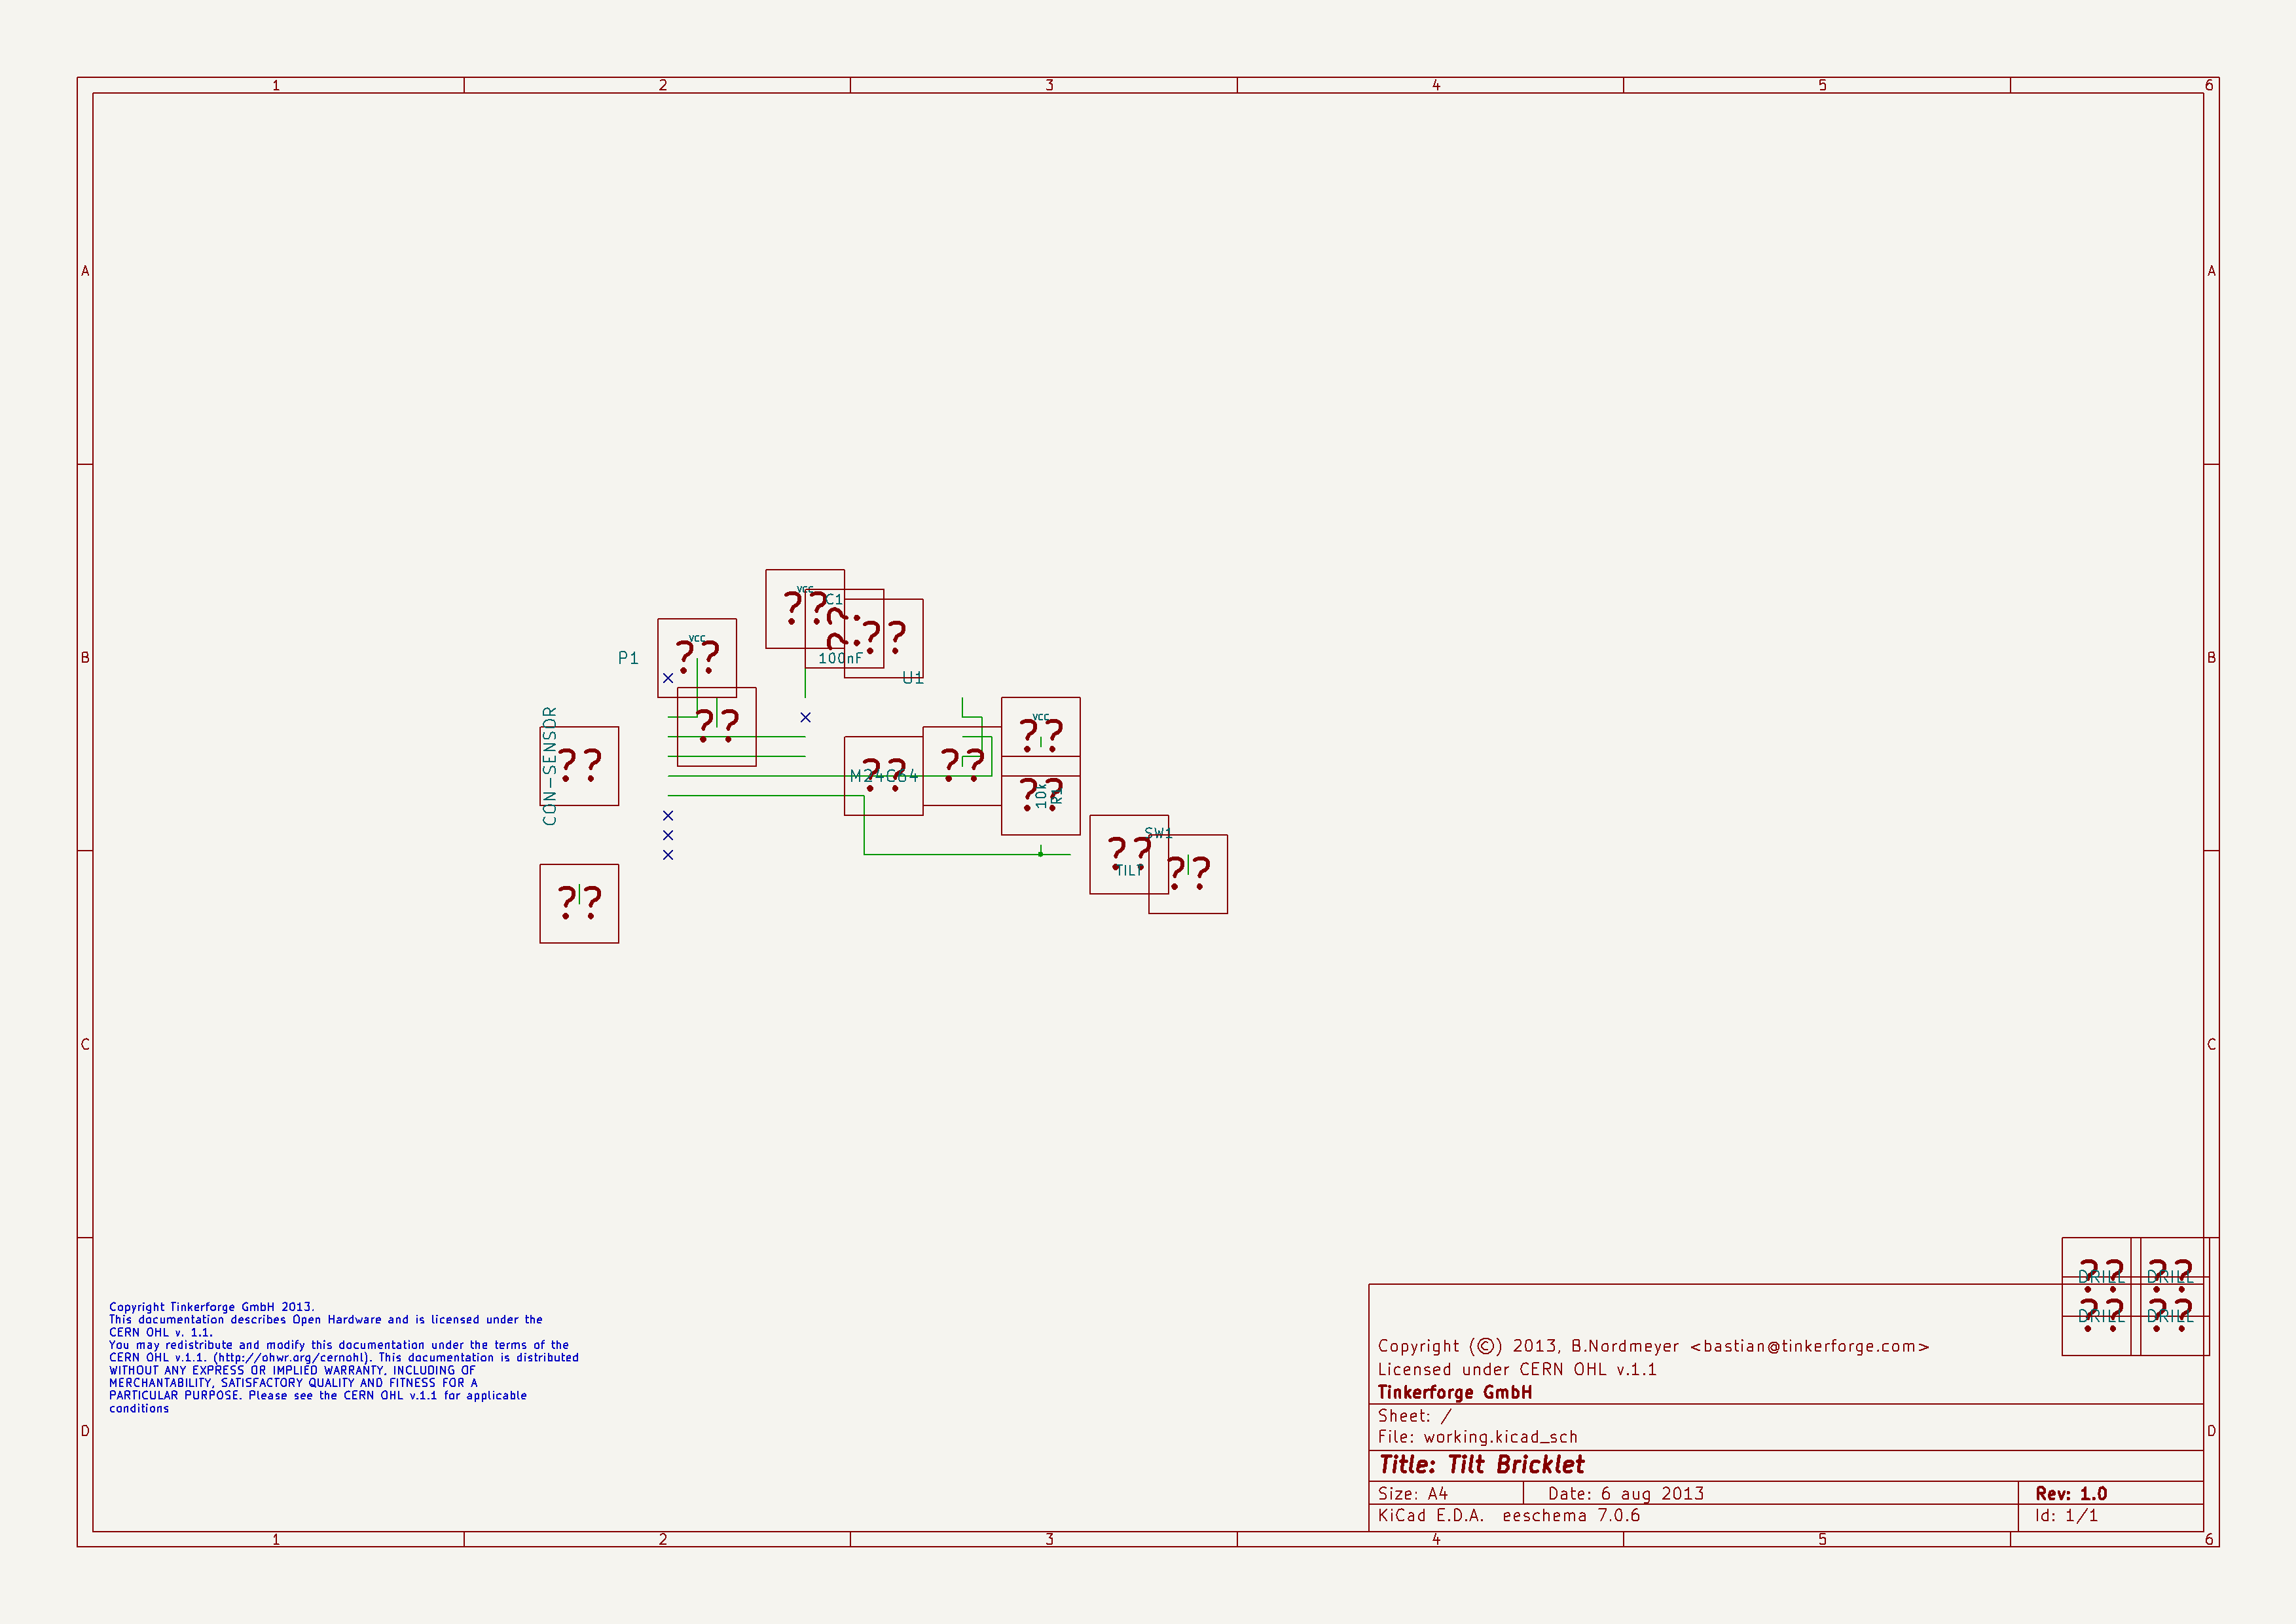 1 2 3 4 5 6
A A
VCC
C1
VCC
??
??
??
??
B P1 100nF B
U1
CON-SENSOR
VCC
??
??
??
??
??
M24C64
??
10k
SW1
??
TILT
??
??
C C
?? ??
DRILL DRILL
?? ??
DRILL DRILL
Copyright Tinkerforge GmbH 2013.
This documentation describes Open Hardware and is licensed under the
CERN OHL v. 1.1.
You may redistribute and modify this documentation under the terms of the
CERN OHL v.1.1. (http://ohwr.org/cernohl). This documentation is distributed
WITHOUT ANY EXPRESS OR IMPLIED WARRANTY, INCLUDING OF
MERCHANTABILITY, SATISFACTORY QUALITY AND FITNESS FOR A
PARTICULAR PURPOSE. Please see the CERN OHL v.1.1 for applicable
conditions
Copyright (©) 2013, B.Nordmeyer <bastian@tinkerforge.com>
Licensed under CERN OHL v.1.1
Tinkerforge GmbH
Sheet: /
File: working.kicad_sch
D D
Title: Tilt Bricklet
Size: A4 Date: 6 aug 2013 Rev: 1.0
KiCad E.D.A. eeschema 7.0.6 Id: 1/1
1 2 3 4 5 6